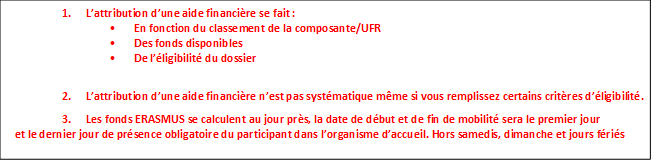 1. L'attribution d'une aide financière se fait :
• En fonction du classement de la composante/UFR
• Des fonds disponibles
• De l'éligibilité du dossier
2. L'attribution d'une aide financière n'est pas systématique même si vous remplissez certains critères d'éligibilité.
3. Les fonds ERASMUS se calculent au jour près, la date de début et de fin de mobilité sera le premier jour
et le dernier jour de présence obligatoire du participant dans l'organisme d'accueil. Hors samedis, dimanche et jours fériés